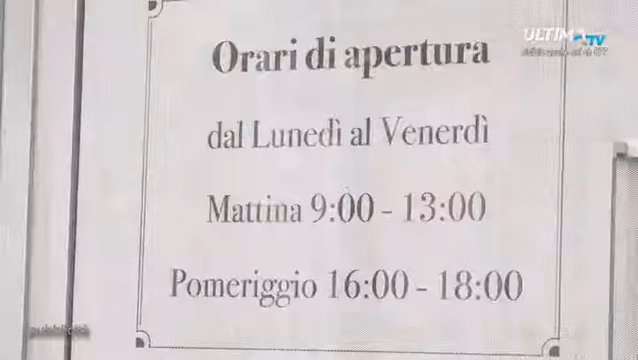 ULTIMA TV
Orari di apertura
dal Lunedì al Venerdì
Mattina 9:00 - 13:00
Pomeriggio 16:00 - 18:00
pubblicità